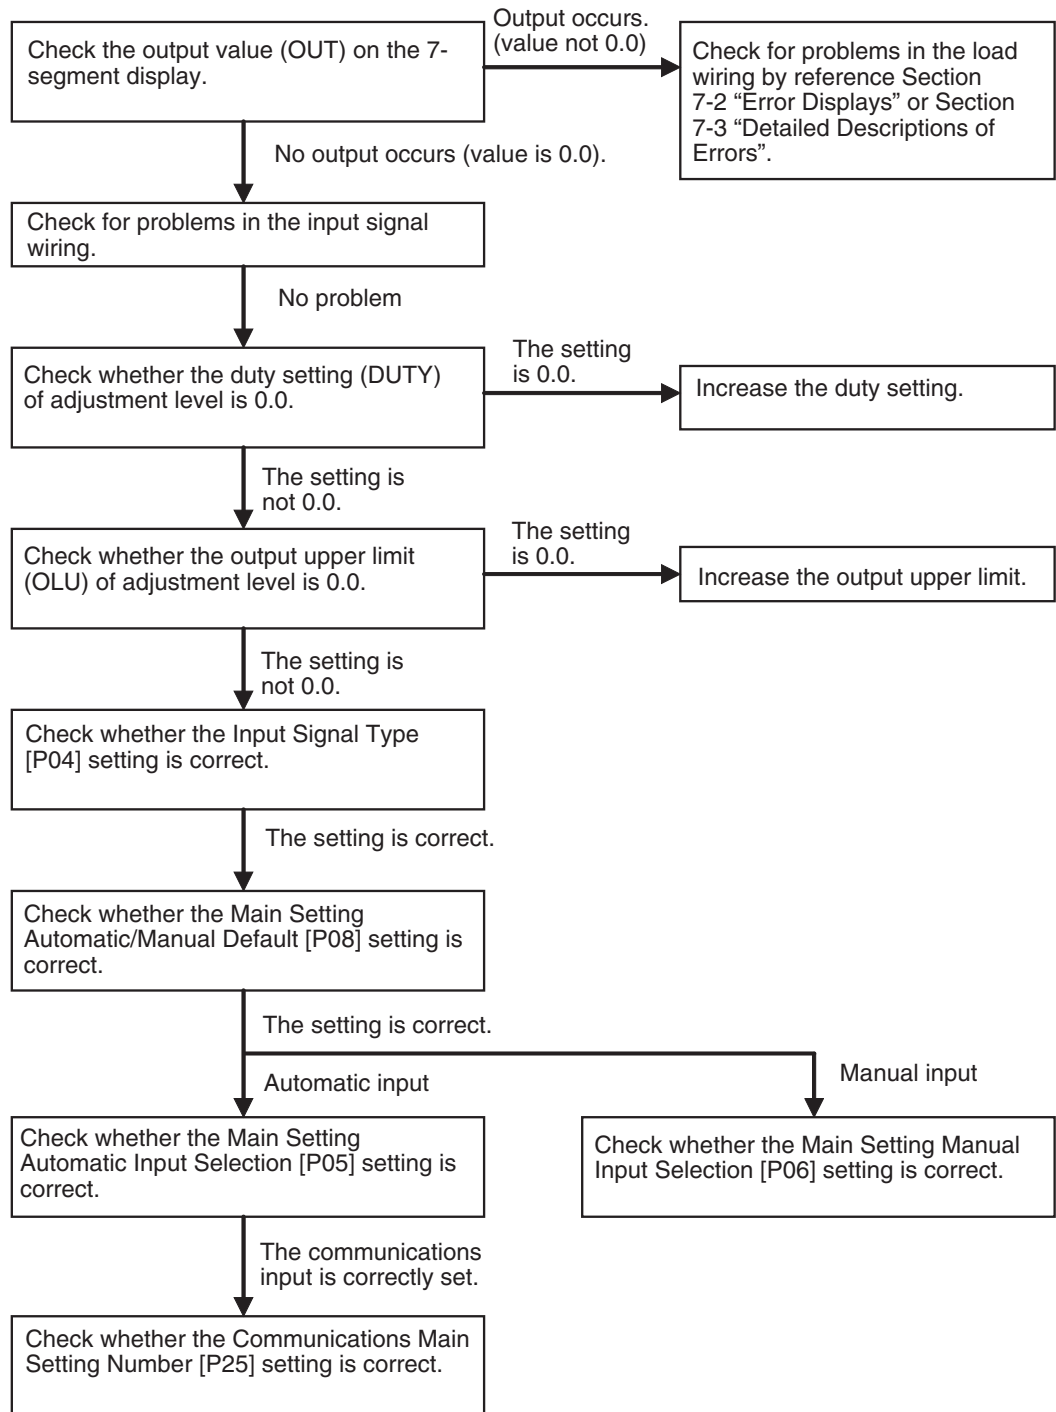 Check the output value (OUT) on the 7-
segment display.
Output occurs.
(value not 0.0)
Check for problems in the load
wiring by reference Section
7-2 “Error Displays” or Section
7-3 “Detailed Descriptions of
Errors”.
No output occurs (value is 0.0).
Check for problems in the input signal
wiring.
No problem
Check whether the duty setting (DUTY)
of adjustment level is 0.0.
The setting
is 0.0.
Increase the duty setting.
The setting is
not 0.0.
Check whether the output upper limit
(OLU) of adjustment level is 0.0.
The setting
is 0.0.
Increase the output upper limit.
The setting is
not 0.0.
Check whether the Input Signal Type
[P04] setting is correct.
The setting is correct.
Check whether the Main Setting
Automatic/Manual Default [P08] setting is
correct.
The setting is correct.
Automatic input
Manual input
Check whether the Main Setting
Automatic Input Selection [P05] setting is
correct.
Check whether the Main Setting Manual
Input Selection [P06] setting is correct.
The communications
input is correctly set.
Check whether the Communications Main
Setting Number [P25] setting is correct.